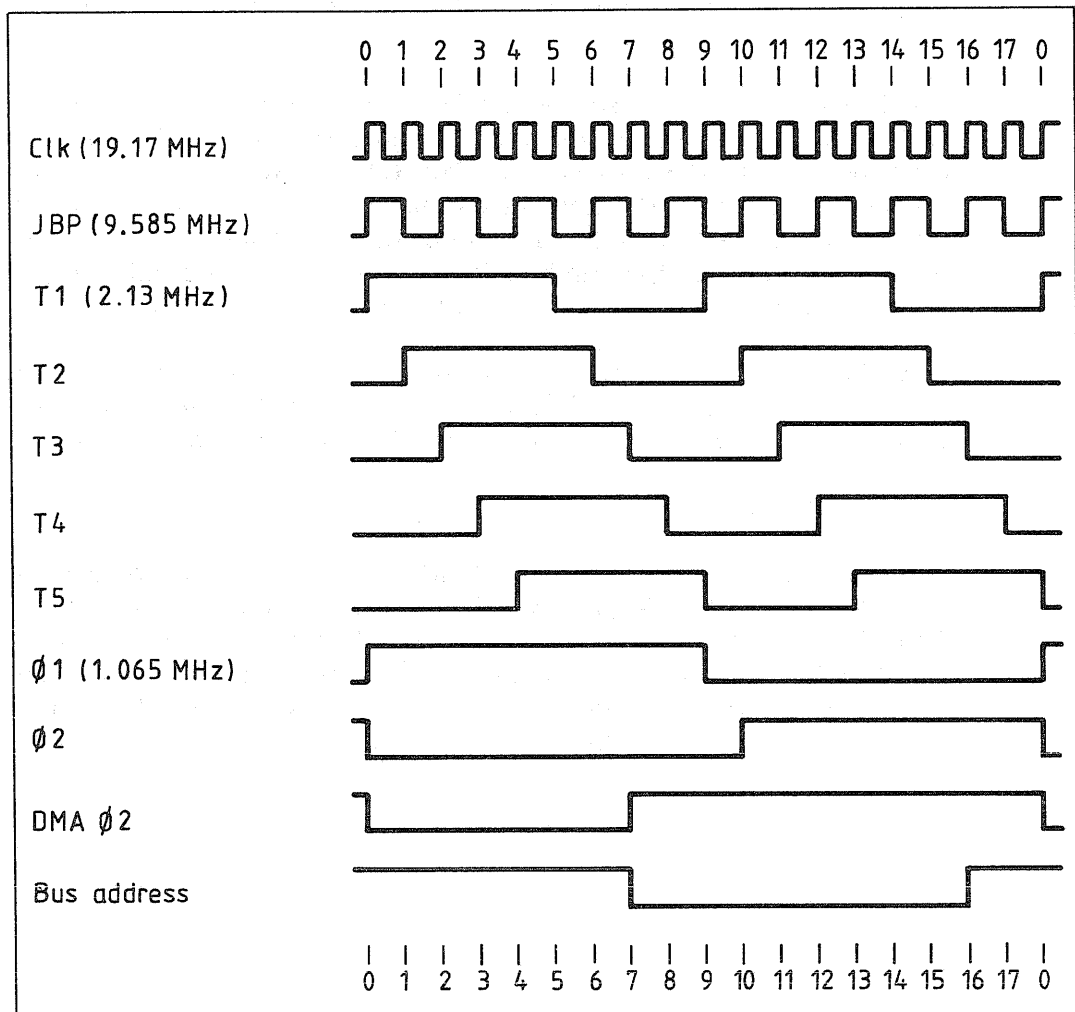 0 1 2 3 4 5 6 7 8 9 10 11 12 13 14 15 16 17 0
Clk (19.17 MHz)
JBP (9.585 MHz)
T1 (2.13 MHz)
T2
T3
T4
T5
Ø1 (1.065 MHz)
Ø2
DMA Ø2
Bus address
0 1 2 3 4 5 6 7 8 9 10 11 12 13 14 15 16 17 0